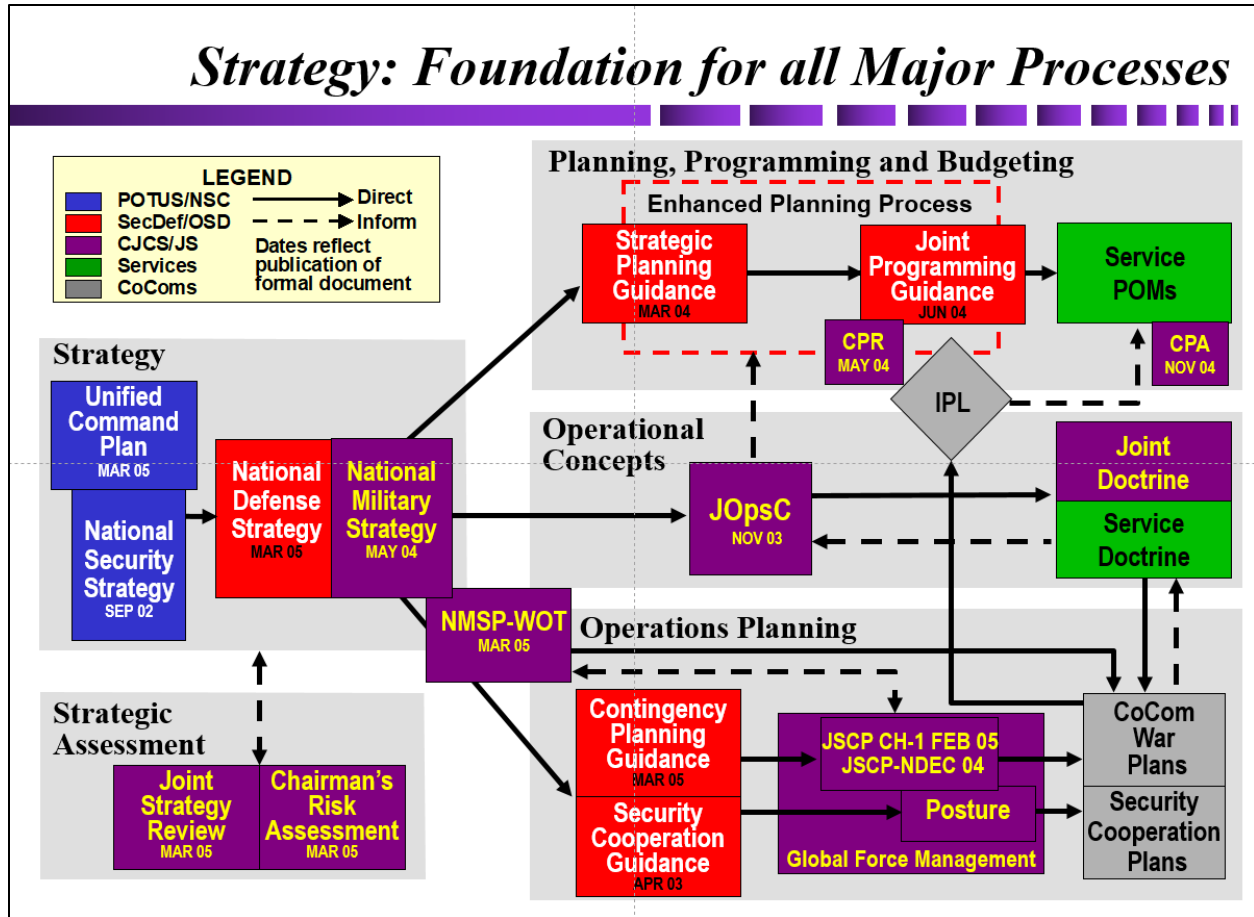 Strategy: Foundation for all Major Processes
LEGEND
POTUS/NSC
SecDef/OSD
CJCS/JS
Services
CoComs
Direct
Inform
Dates reflect
publication of
formal document
Planning, Programming and Budgeting
Enhanced Planning Process
Strategic
Planning
Guidance
MAR 04
Joint
Programming
Guidance
JUN 04
Service
POMs
CPR
MAY 04
CPA
NOV 04
IPL
Strategy
Unified
Command
Plan
MAR 05
National
Security
Strategy
SEP 02
National
Defense
Strategy
MAR 05
National
Military
Strategy
MAY 04
Operational
Concepts
JOpsC
NOV 03
Joint
Doctrine
Service
Doctrine
NMSP-WOT
MAR 05
Operations Planning
Contingency
Planning
Guidance
MAR 05
Security
Cooperation
Guidance
APR 03
JSCP CH-1 FEB 05
JSCP-NDEC 04
Posture
Global Force Management
CoCom
War
Plans
Security
Cooperation
Plans
Strategic
Assessment
Joint
Strategy
Review
MAR 05
Chairman’s
Risk
Assessment
MAR 05